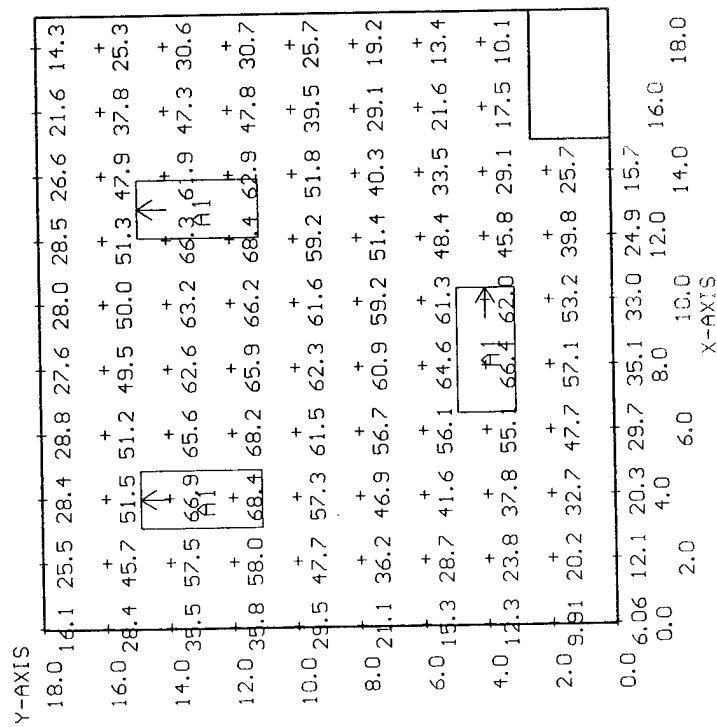 Y-AXIS
18.0 16.1 25.5 28.4 28.8 27.6 28.0 28.5 26.6 21.6 14.3
16.0 28.4 45.7 51.5 51.2 49.5 50.0 51.3 47.9 37.8 25.3
14.0 35.5 57.5 66.9 65.6 62.6 63.2 66.3 61.9 47.3 30.6
A1 A1
12.0 35.8 58.0 68.4 68.2 65.9 66.2 68.4 62.9 47.8 30.7
10.0 29.5 47.7 57.3 61.5 62.3 61.6 59.2 51.8 39.5 25.7
8.0 21.1 36.2 46.9 56.7 60.9 59.2 51.4 40.3 29.1 19.2
6.0 15.3 28.7 41.6 56.1 64.6 61.3 48.4 33.5 21.6 13.4
A1
4.0 12.3 23.8 37.8 55.1 66.4 62.0 45.8 29.1 17.5 10.1
2.0 9.91 20.2 32.7 47.7 57.1 53.2 39.8 25.7
0.0 6.06 12.1 20.3 29.7 35.1 33.0 24.9 15.7
0.0 2.0 4.0 6.0 8.0 10.0 12.0 14.0 16.0 18.0
X-AXIS